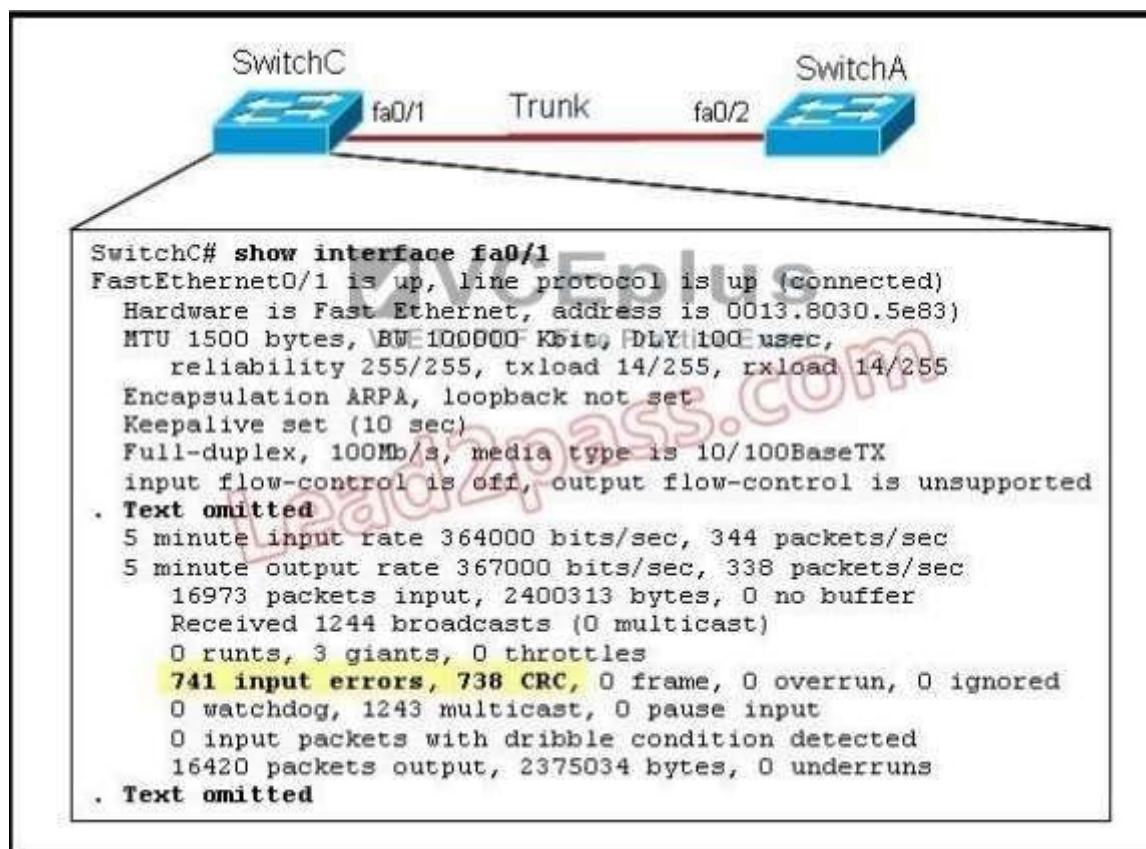 SwitchC
SwitchA
fa0/1
Trunk
fa0/2
SwitchC# show interface fa0/1
FastEthernet0/1 is up, line protocol is up (connected)
Hardware is Fast Ethernet, address is 0013.8030.5e83)
MTU 1500 bytes, BW 100000 Kbit, DLY 100 usec,
reliability 255/255, txload 14/255, rxload 14/255
Encapsulation ARPA, loopback not set
Keepalive set (10 sec)
Full-duplex, 100Mb/s, media type is 10/100BaseTX
input flow-control is off, output flow-control is unsupported
. Text omitted
5 minute input rate 364000 bits/sec, 344 packets/sec
5 minute output rate 367000 bits/sec, 338 packets/sec
16973 packets input, 2400313 bytes, 0 no buffer
Received 1244 broadcasts (0 multicast)
0 runts, 3 giants, 0 throttles
741 input errors, 738 CRC, 0 frame, 0 overrun, 0 ignored
0 watchdog, 1243 multicast, 0 pause input
0 input packets with dribble condition detected
16420 packets output, 2375034 bytes, 0 underruns
. Text omitted
VCEplus
Lead2pass.com